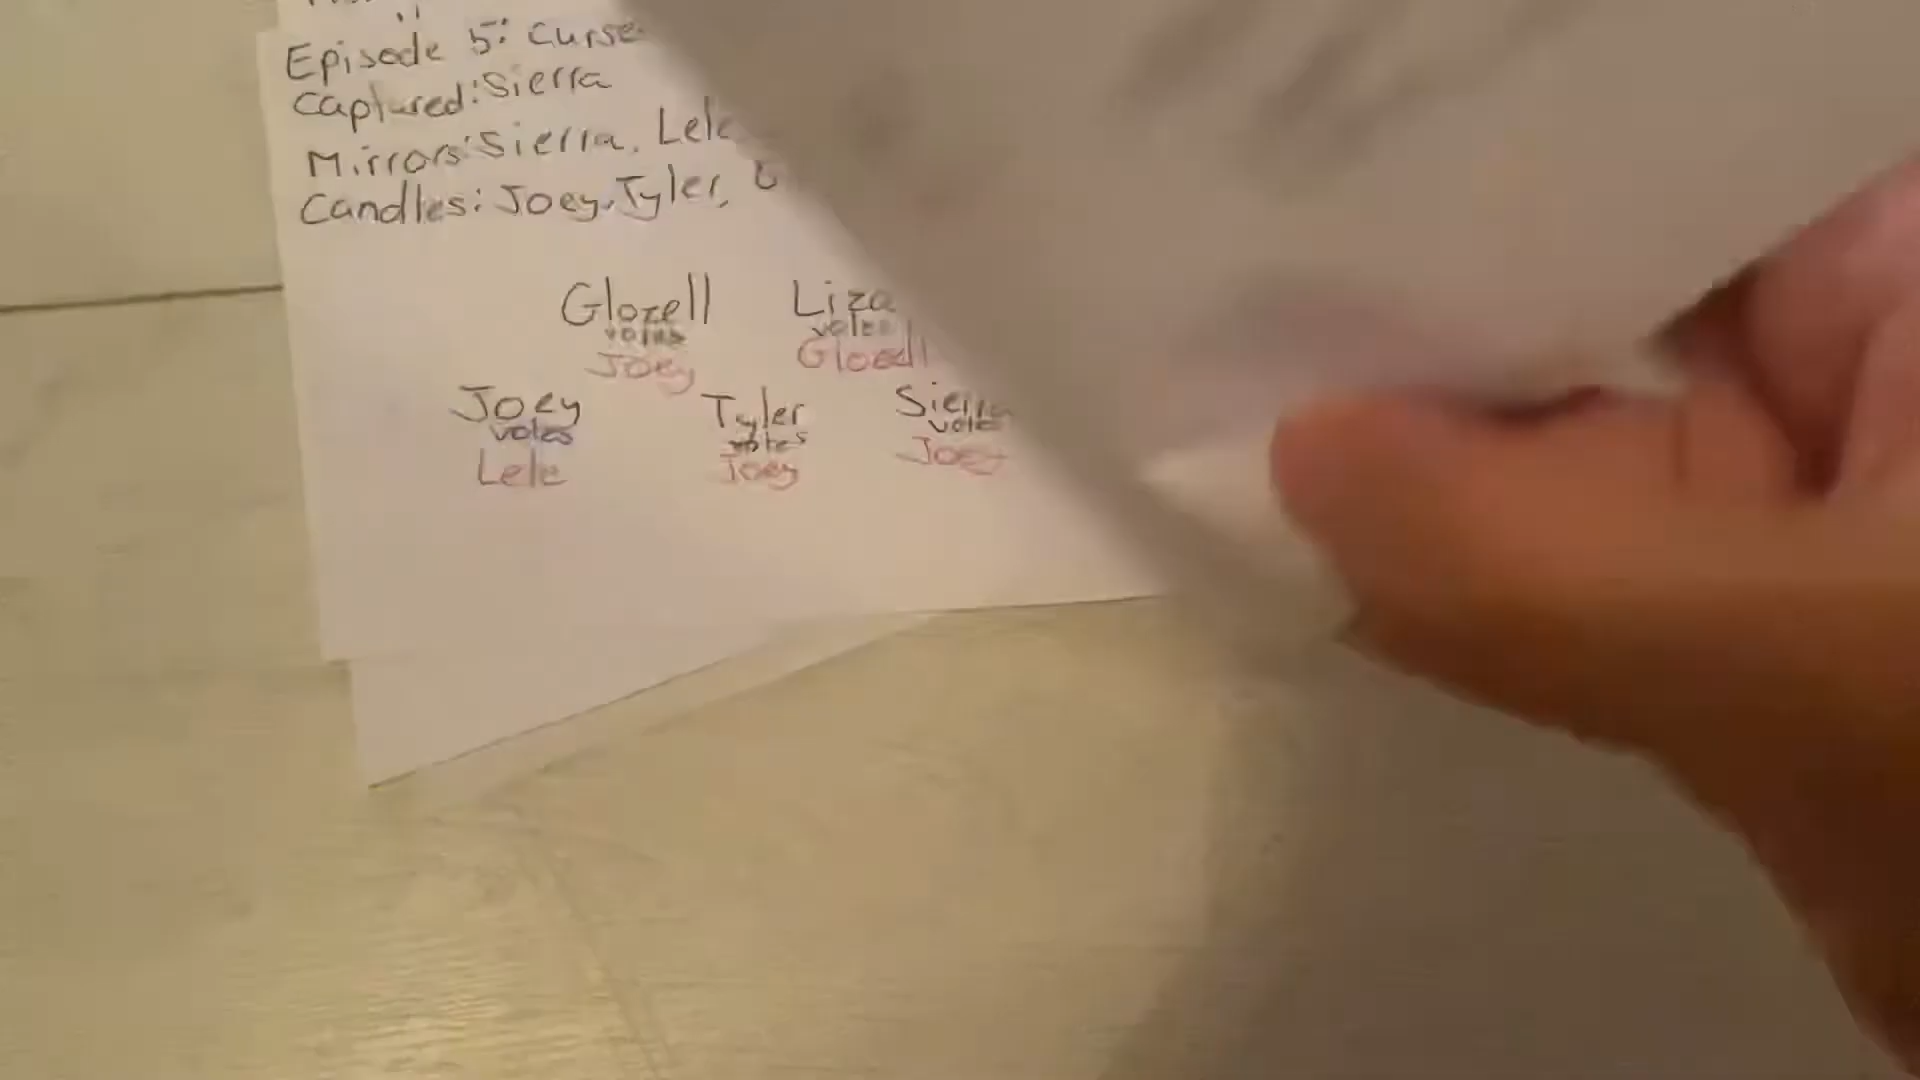 Episode 5: Curse
Captured: Sierra
Mirrors: Sierra, Lele
Candles: Joey, Tyler,
Glozell Liza
votes votes
Joey Glozell
Joey Tyler Sierra
votes votes votes
Lele Joey Joey